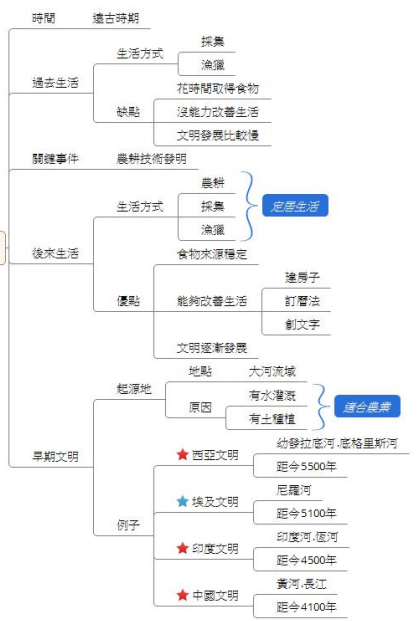 時間 遠古時期
過去生活
生活方式
採集
漁獵
缺點
花時間取得食物
沒能力改善生活
文明發展比較慢
關鍵事件 農耕技術發明
後來生活
生活方式
農耕
採集
漁獵
定居生活
優點
食物來源穩定
能夠改善生活
建房子
訂曆法
創文字
文明逐漸發展
早期文明
起源地
地點 大河流域
原因
有水灌溉
有土種植
適合農業
例子
西亞文明
幼發拉底河.底格里斯河
距今5500年
埃及文明
尼羅河
距今5100年
印度文明
印度河.恆河
距今4500年
中國文明
黃河.長江
距今4100年